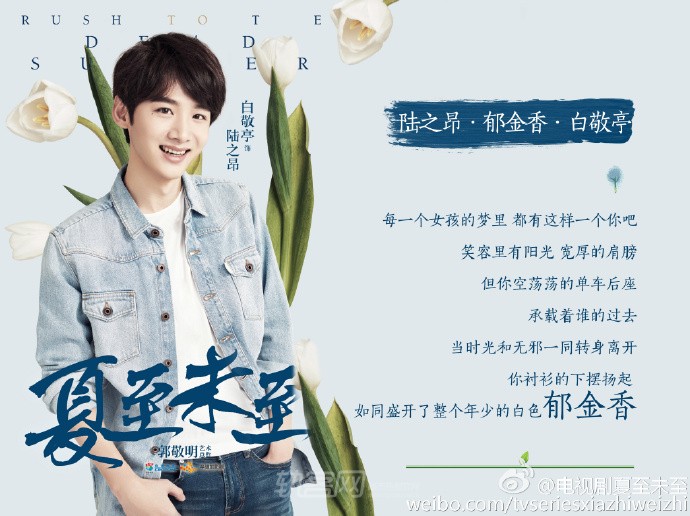 RUSH TO TE
DEAD
SUER
白敬亭 饰
陆之昂
夏至未至
郭敬明
陆之昂·郁金香·白敬亭
每一个女孩的梦里 都有这样一个你吧
笑容里有阳光 宽厚的肩膀
但你空荡荡的单车后座
承载着谁的过去
当时光和无邪一同转身离开
你衬衫的下摆扬起
如同盛开了整个年少的白色郁金香
@电视剧夏至未至
weibo.com/tvseriesxiazhiweizhi